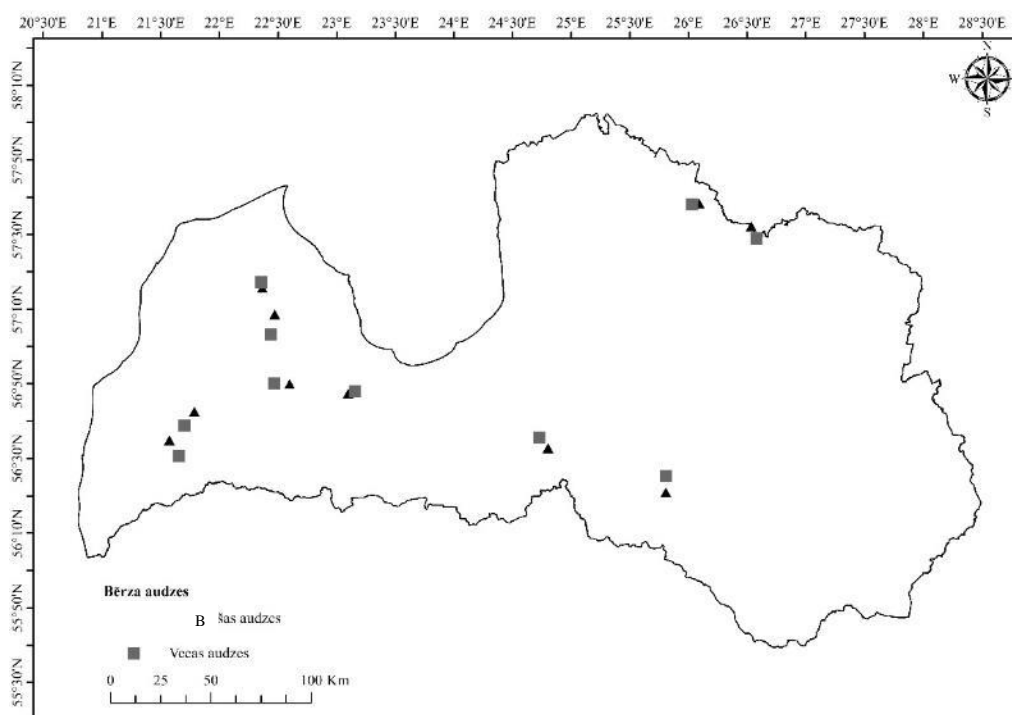 20°30'E 21°E 21°30'E 22°E 22°30'E 23°E 23°30'E 24°E 24°30'E 25°E 25°30'E 26°E 26°30'E 27°E 27°30'E 28°E 28°30'E
N
W
S
58°10'N
57°50'N
57°30'N
57°10'N
56°50'N
56°30'N
56°10'N
55°50'N
55°30'N
Bērza audzes
B šas audzes
Vecas audzes
0 25 50 100 Km